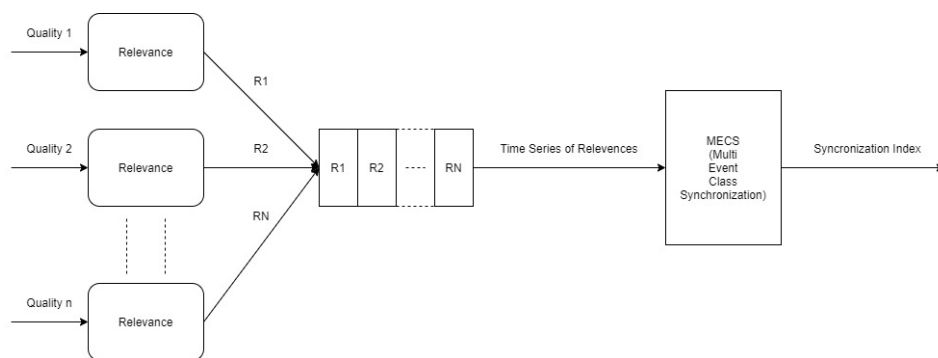 Quality 1
Relevance
R1
Quality 2
Relevance
R2
R1 R2 ---- RN
Time Series of Relevences
MECS
(Multi
Event
Class
Synchronization)
Syncronization Index
RN
Quality n
Relevance